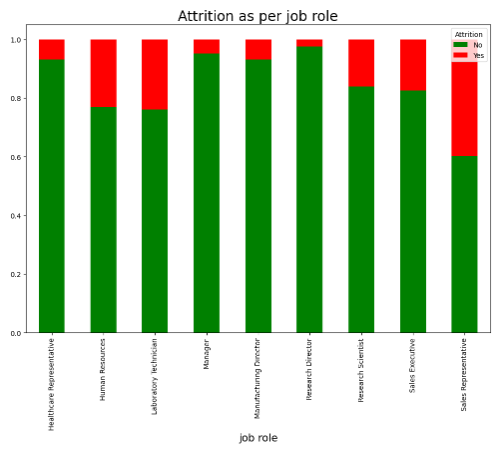 Attrition as per job role
Attrition
No
Yes
1.0
0.8
0.6
0.4
0.2
0.0
Healthcare Representative
Human Resources
Laboratory Technician
Manager
Manufacturing Director
Research Director
Research Scientist
Sales Executive
Sales Representative
job role